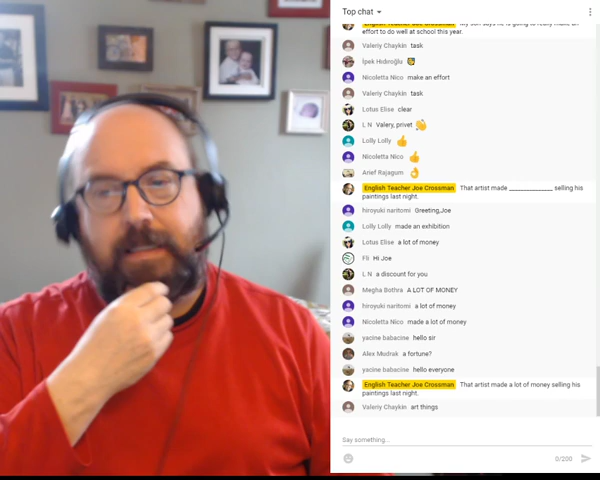 Top chat
English Teacher Joe Crossman My son says he is going to really make an
effort to do well at school this year.
Valeriy Chaykin task
İpek Hıdıroğlu
Nicoletta Nico make an effort
Valeriy Chaykin task
Lotus Elise clear
L N Valery, privet
Lolly Lolly
Nicoletta Nico
Arief Rajagum
English Teacher Joe Crossman That artist made ______________ selling his
paintings last night.
hiroyuki naritomi Greeting,Joe
Lolly Lolly made an exhibition
Lotus Elise a lot of money
Fli Hi Joe
L N a discount for you
Megha Bothra A LOT OF MONEY
hiroyuki naritomi a lot of money
Nicoletta Nico made a lot of money
yacine babacine hello sir
Alex Mudrak a fortune?
yacine babacine hello everyone
English Teacher Joe Crossman That artist made a lot of money selling his
paintings last night.
Valeriy Chaykin art things
Say something...
0/200